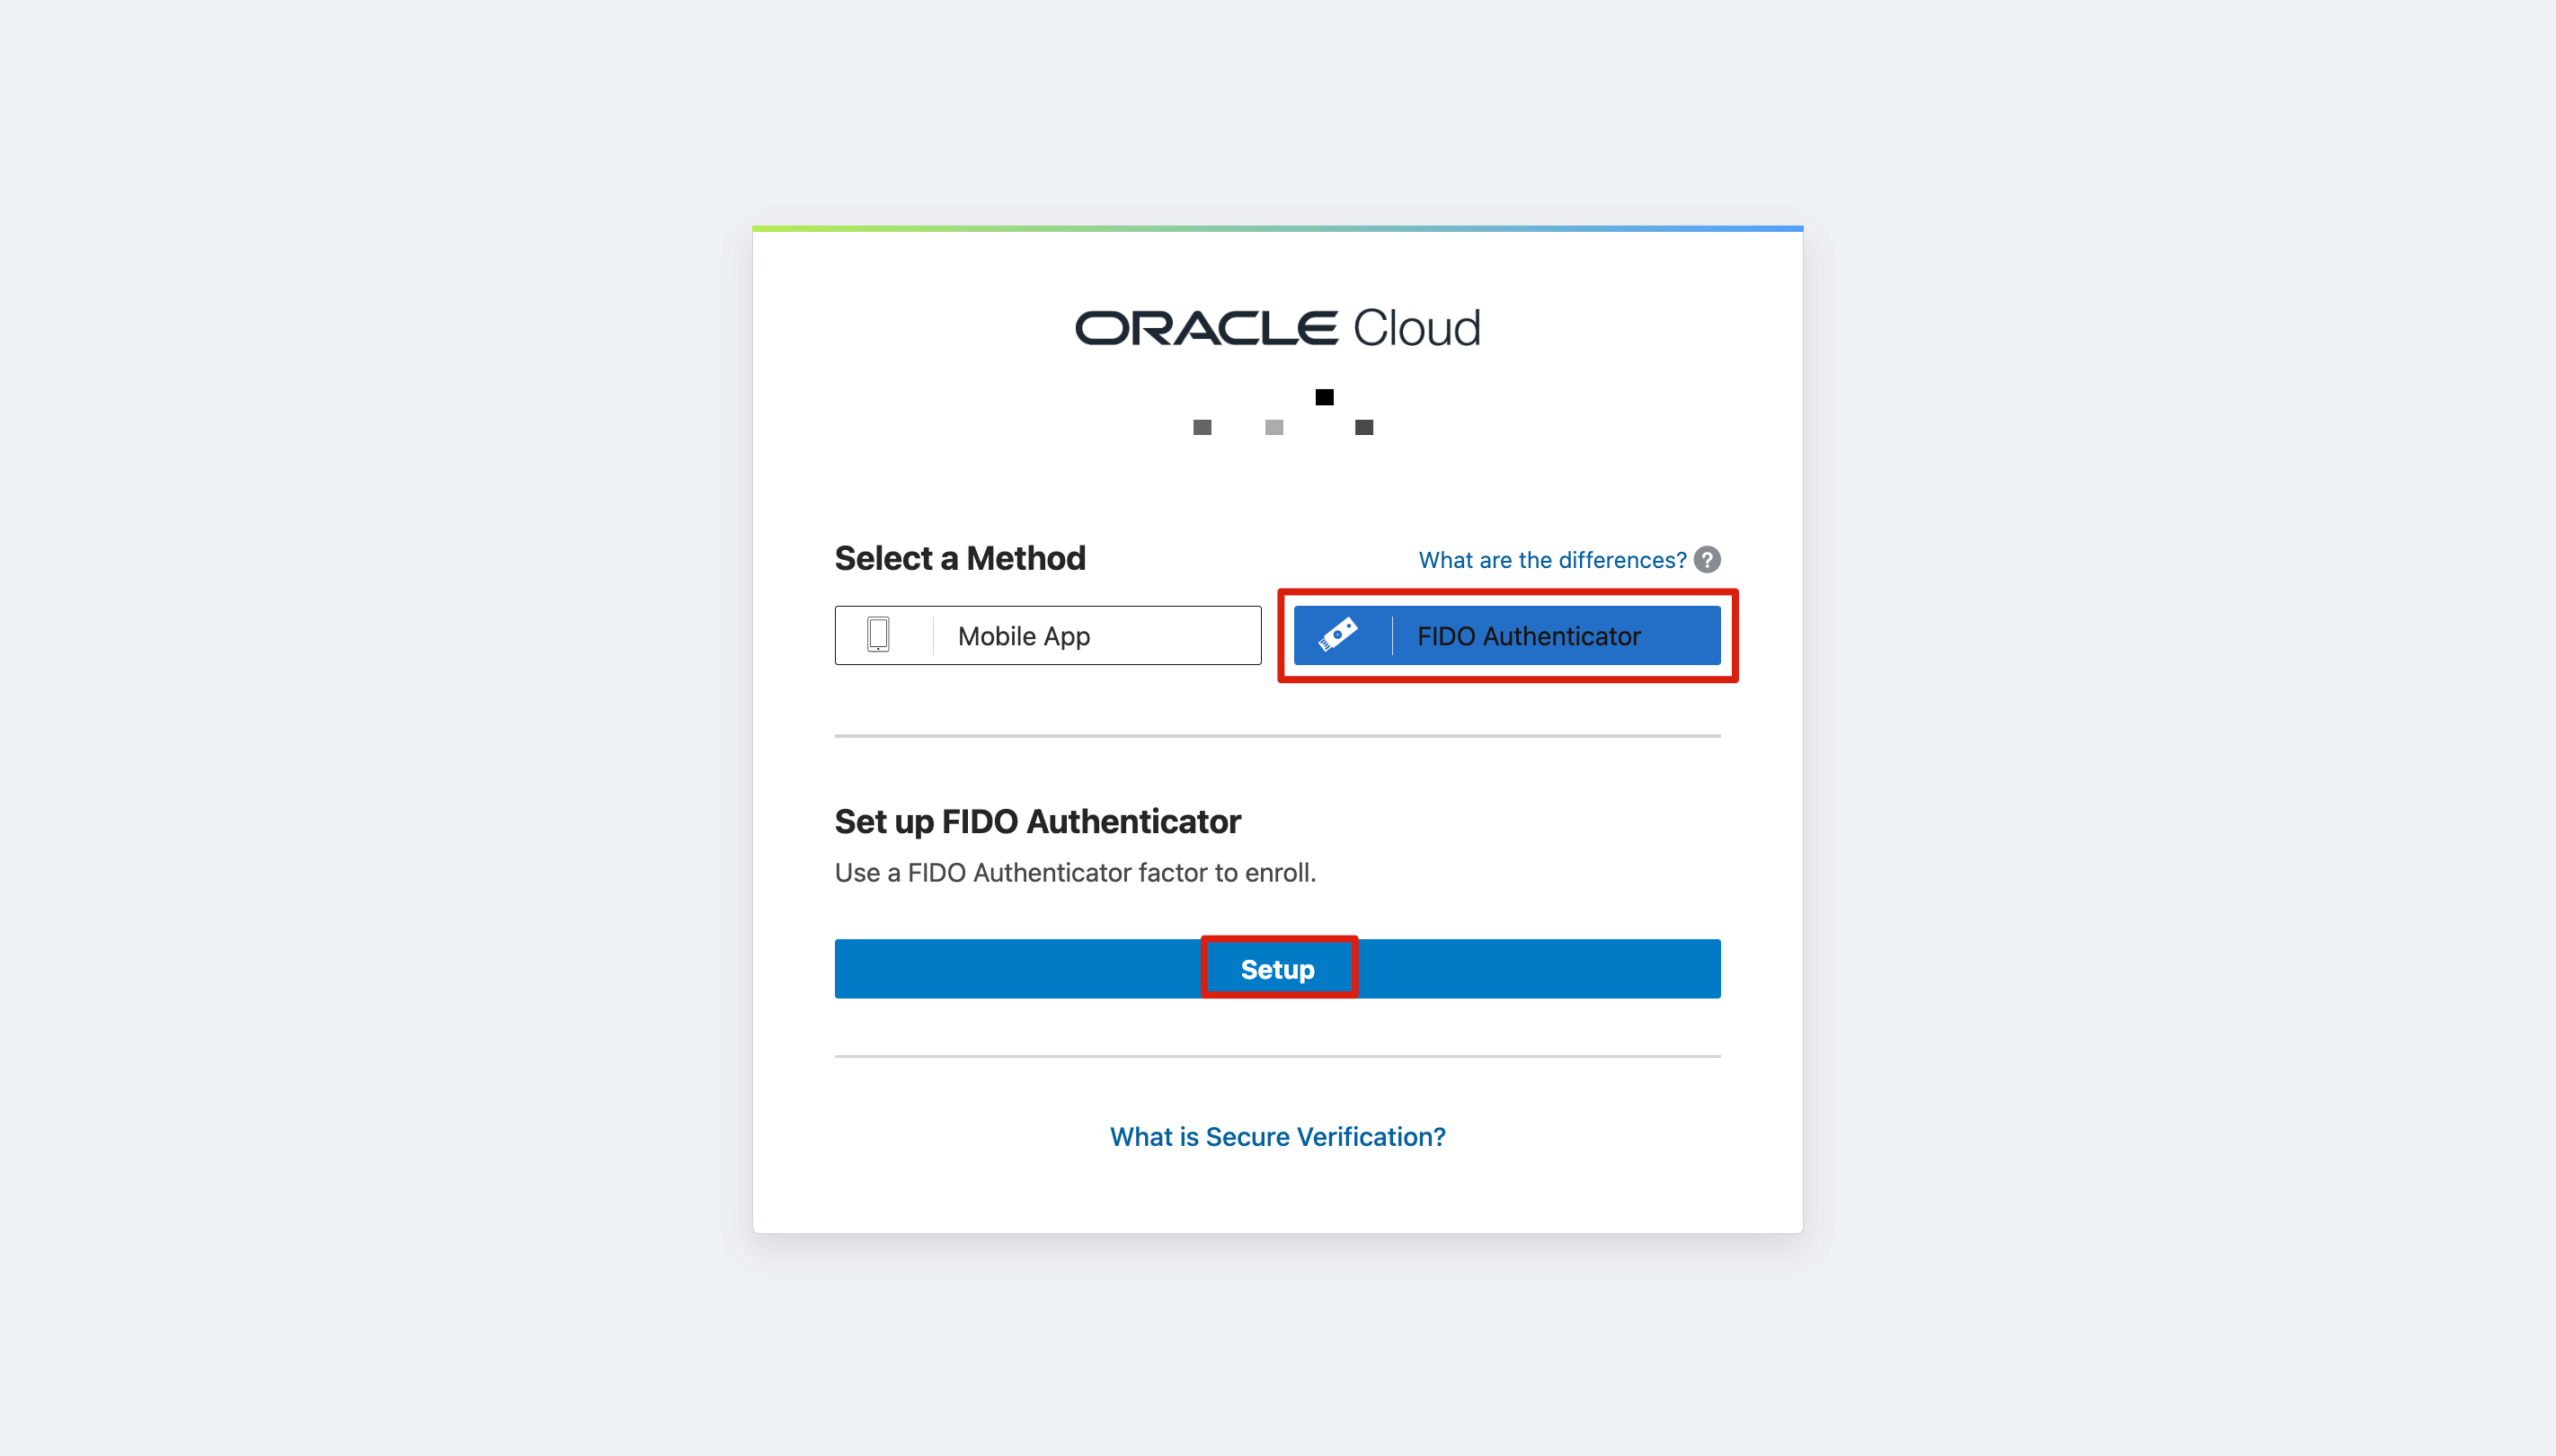 ORACLE Cloud
Select a Method
What are the differences? ?
Mobile App
FIDO Authenticator
Set up FIDO Authenticator
Use a FIDO Authenticator factor to enroll.
Setup
What is Secure Verification?